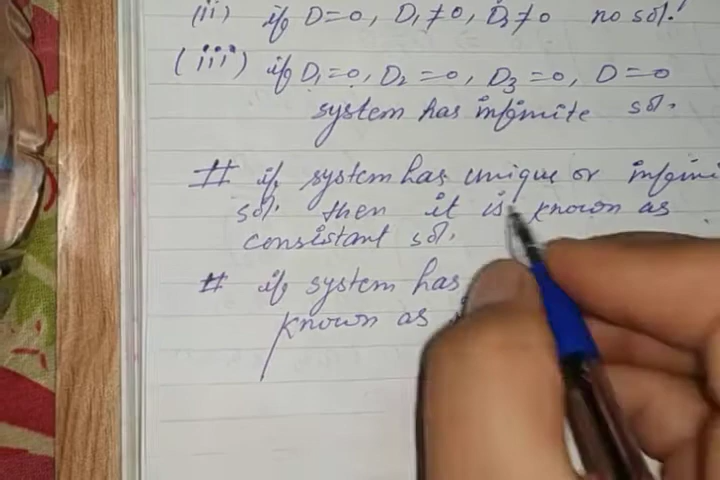 (ii) if D=0, D₁≠0, D₃≠0 no sol.
(iii) if D₁=0, D₂=0, D₃=0, D=0
system has infinite sol.
# if system has unique or infini
sol. then it is known as
consistant sol.
# if system has
known as